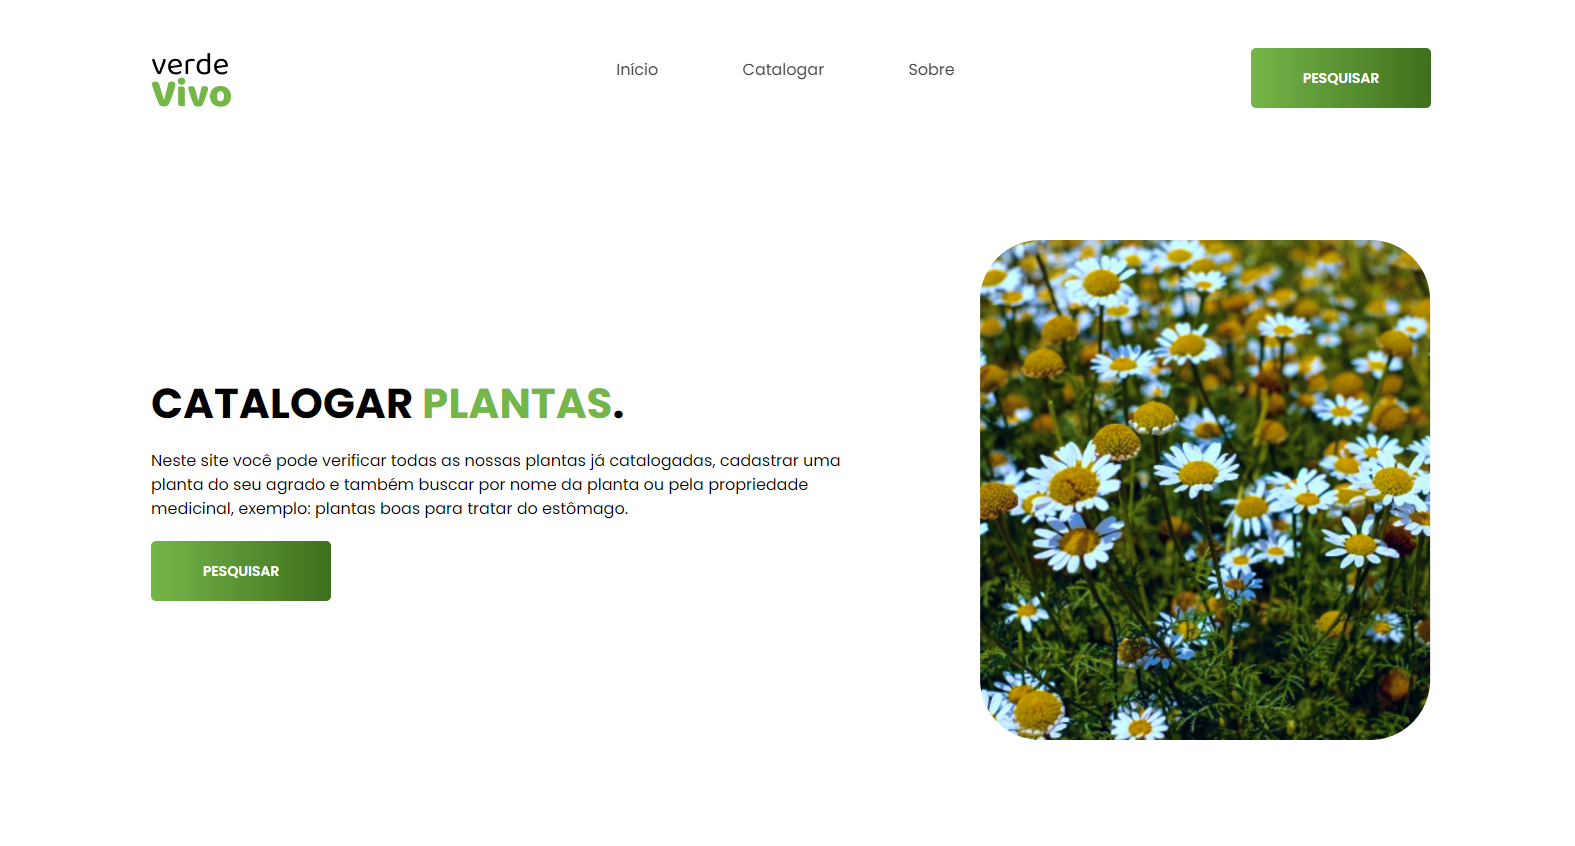 verde
Vivo
Início
Catalogar
Sobre
PESQUISAR
CATALOGAR PLANTAS.
Neste site você pode verificar todas as nossas plantas já catalogadas, cadastrar uma
planta do seu agrado e também buscar por nome da planta ou pela propriedade
medicinal, exemplo: plantas boas para tratar do estômago.
PESQUISAR